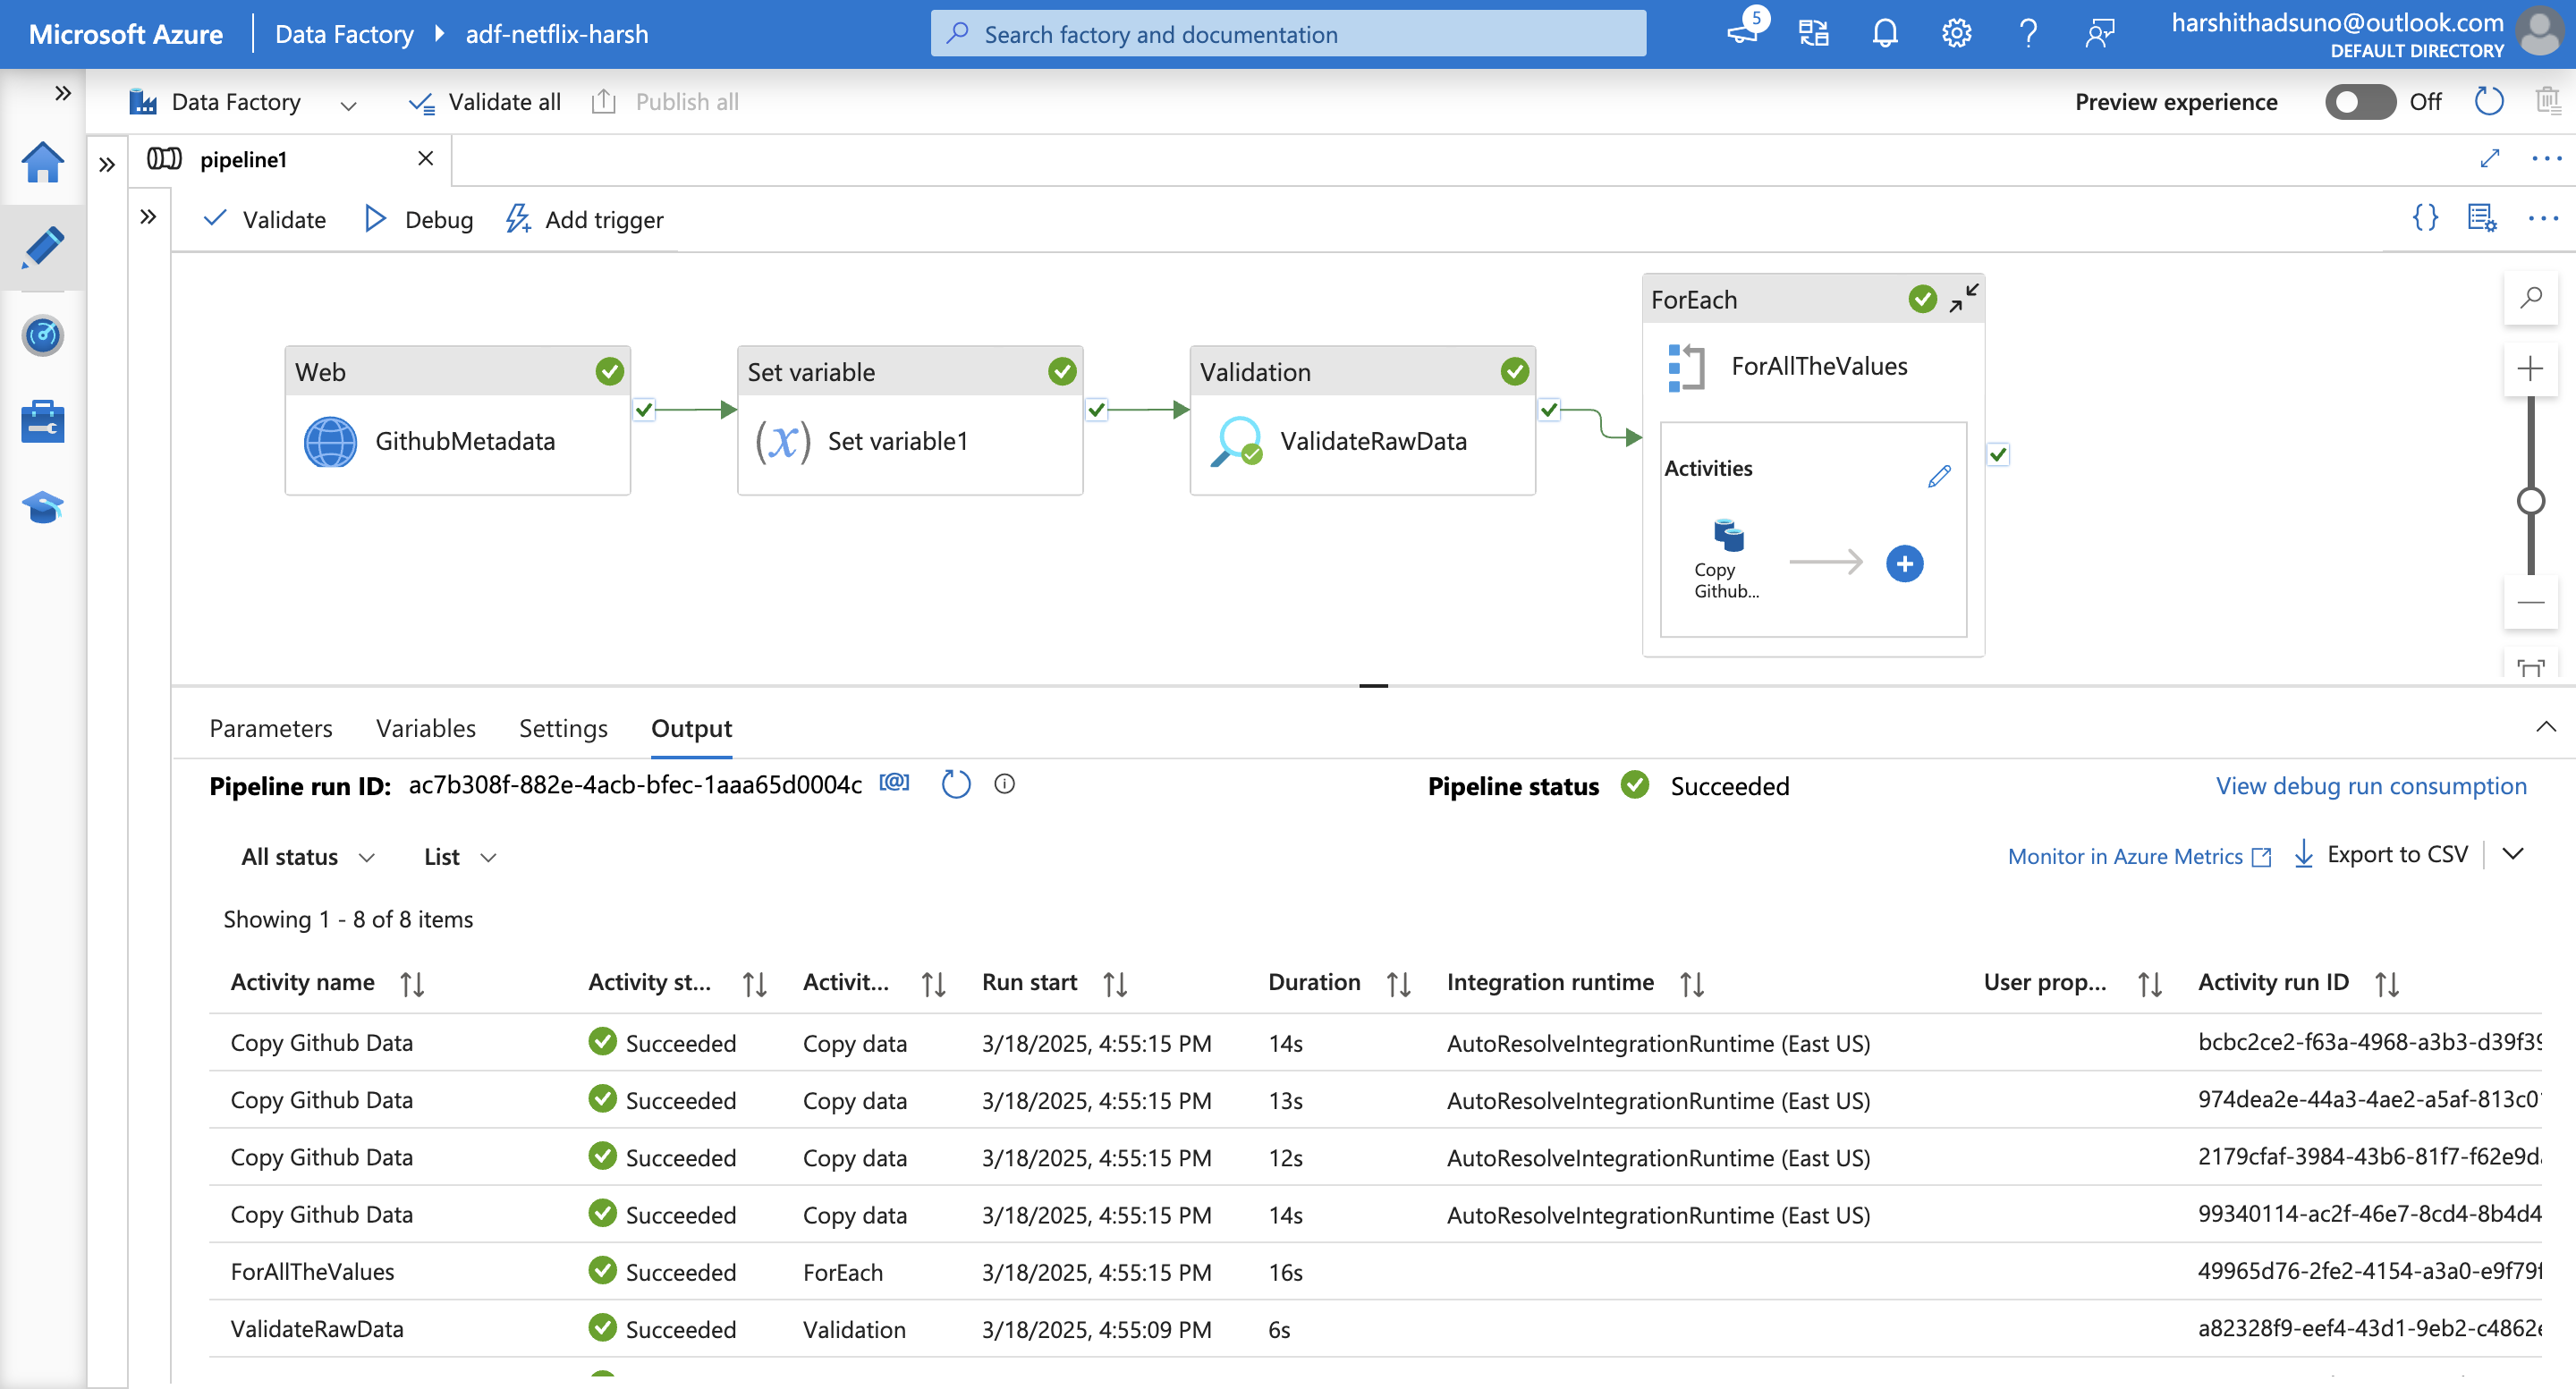 Microsoft Azure Data Factory adf-netflix-harsh Search factory and documentation 5 harshithadsuno@outlook.com
DEFAULT DIRECTORY
Data Factory Validate all Publish all Preview experience Off
pipeline1
Validate Debug Add trigger
Web Set variable Validation ForEach
GithubMetadata Set variable1 ValidateRawData ForAllTheValues
Activities
Copy
Github...
Parameters Variables Settings Output
Pipeline run ID: ac7b308f-882e-4acb-bfec-1aaa65d0004c Pipeline status Succeeded View debug run consumption
All status List Monitor in Azure Metrics Export to CSV
Showing 1 - 8 of 8 items
Activity name Activity st... Activit... Run start Duration Integration runtime User prop... Activity run ID
Copy Github Data Succeeded Copy data 3/18/2025, 4:55:15 PM 14s AutoResolveIntegrationRuntime (East US) bcbc2ce2-f63a-4968-a3b3-d39f39
Copy Github Data Succeeded Copy data 3/18/2025, 4:55:15 PM 13s AutoResolveIntegrationRuntime (East US) 974dea2e-44a3-4ae2-a5af-813c0
Copy Github Data Succeeded Copy data 3/18/2025, 4:55:15 PM 12s AutoResolveIntegrationRuntime (East US) 2179cfaf-3984-43b6-81f7-f62e9d
Copy Github Data Succeeded Copy data 3/18/2025, 4:55:15 PM 14s AutoResolveIntegrationRuntime (East US) 99340114-ac2f-46e7-8cd4-8b4d4
ForAllTheValues Succeeded ForEach 3/18/2025, 4:55:15 PM 16s 49965d76-2fe2-4154-a3a0-e9f79f
ValidateRawData Succeeded Validation 3/18/2025, 4:55:09 PM 6s a82328f9-eef4-43d1-9eb2-c4862e